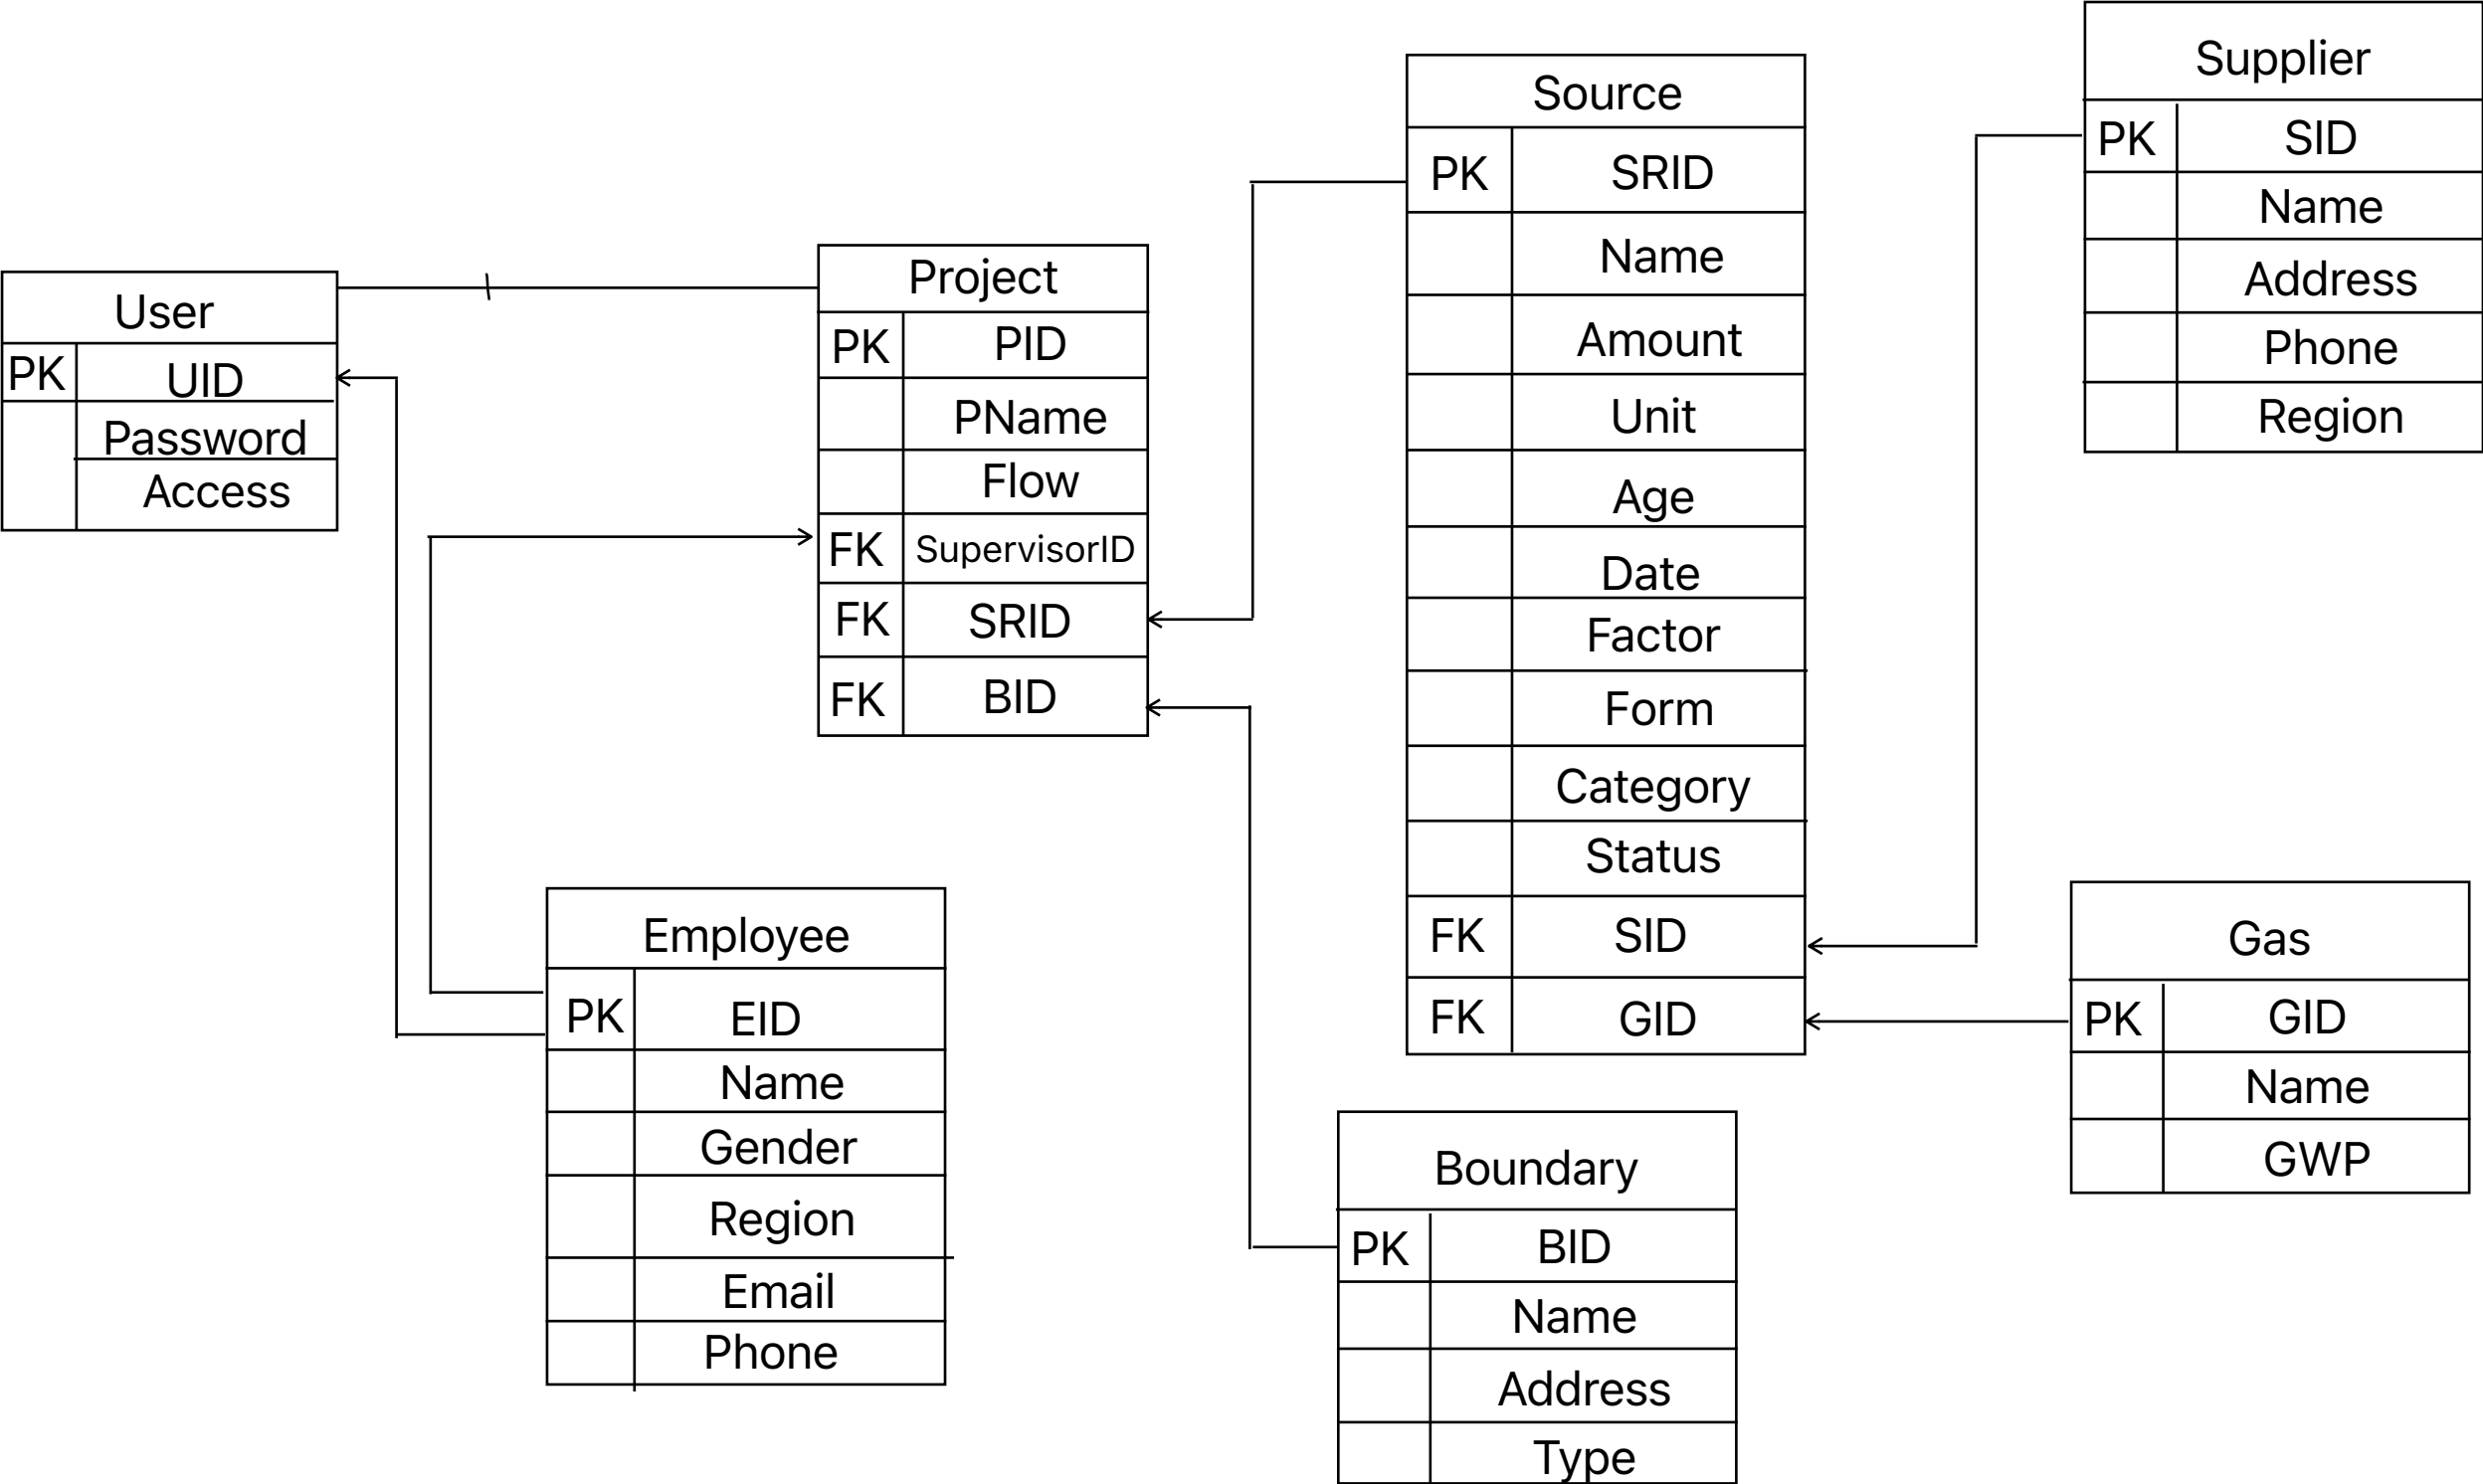 User
PK UID
Password
Access
Project
PK PID
PName
Flow
FK SupervisorID
FK SRID
FK BID
Employee
PK EID
Name
Gender
Region
Email
Phone
Source
PK SRID
Name
Amount
Unit
Age
Date
Factor
Form
Category
Status
FK SID
FK GID
Boundary
PK BID
Name
Address
Type
Supplier
PK SID
Name
Address
Phone
Region
Gas
PK GID
Name
GWP